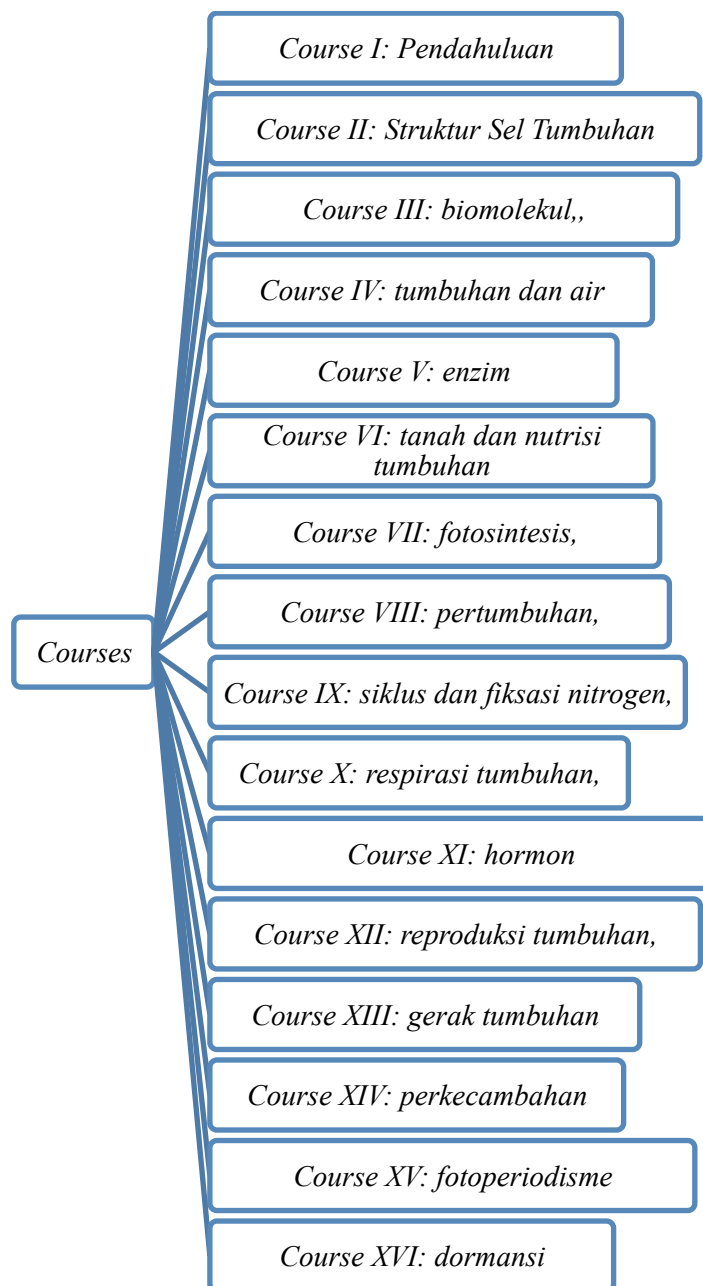 Course I: Pendahuluan
Course II: Struktur Sel Tumbuhan
Course III: biomolekul,,
Course IV: tumbuhan dan air
Course V: enzim
Course VI: tanah dan nutrisi
tumbuhan
Course VII: fotosintesis,
Course VIII: pertumbuhan,
Courses
Course IX: siklus dan fiksasi nitrogen,
Course X: respirasi tumbuhan,
Course XI: hormon
Course XII: reproduksi tumbuhan,
Course XIII: gerak tumbuhan
Course XIV: perkecambahan
Course XV: fotoperiodisme
Course XVI: dormansi